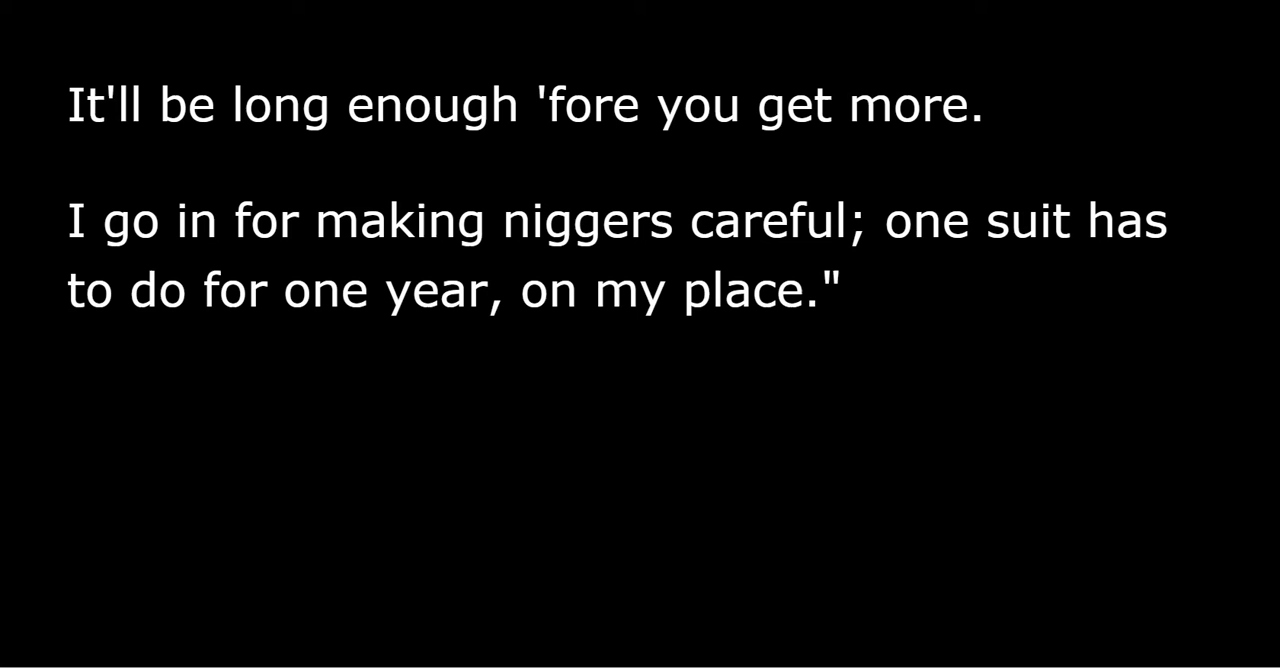 It'll be long enough 'fore you get more.
I go in for making niggers careful; one suit has
to do for one year, on my place."